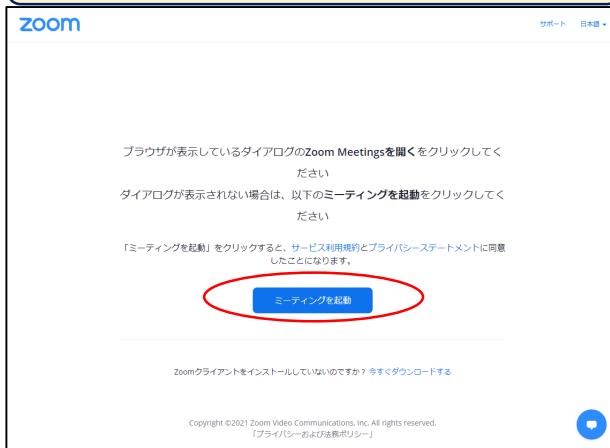 zoom
サポート 日本語
ブラウザが表示しているダイアログのZoom Meetingsを開くをクリックしてく
ださい
ダイアログが表示されない場合は、以下のミーティングを起動をクリックしてく
ださい
「ミーティングを起動」をクリックすると、サービス利用規約とプライバシーステートメントに同意
したことになります。
ミーティングを起動
Zoomクライアントをインストールしていないのですか？ 今すぐダウンロードする
Copyright ©2021 Zoom Video Communications, Inc. All rights reserved.
「プライバシーおよび法務ポリシー」